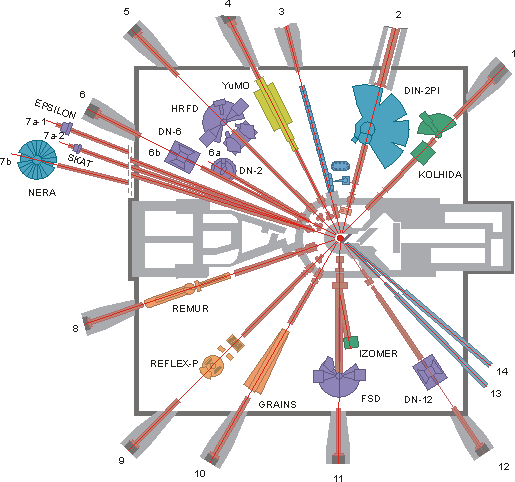 4
3
2
5
1
YuMO
DIN-2PI
HRFD
6
EPSILON
7a-1
DN-6
7a-2
6b
6a
SKAT
7b
DN-2
KOLHIDA
NERA
REMUR
8
IZOMER
REFLEX-P
14
GRAINS
FSD
DN-12
13
9
10
11
12